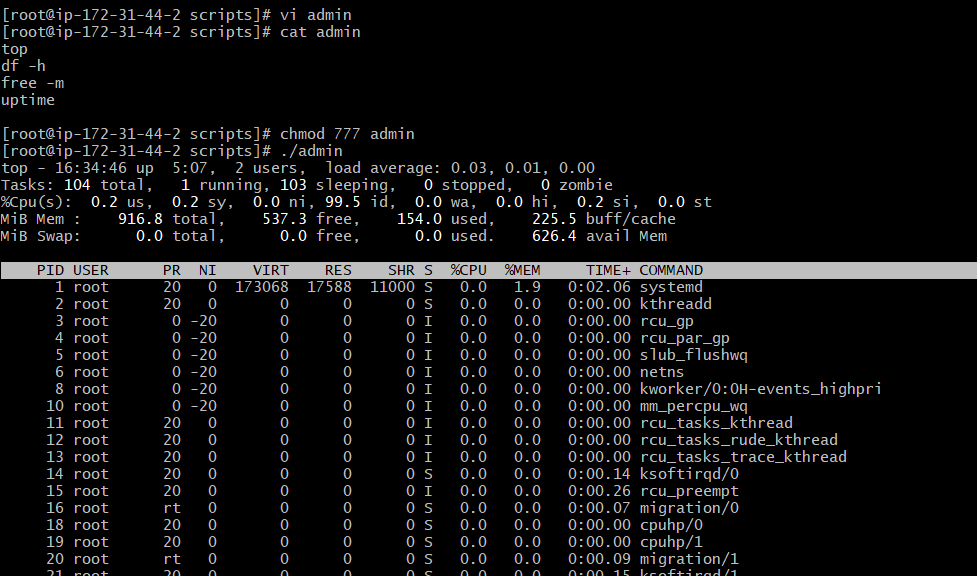 [root@ip-172-31-44-2 scripts]# vi admin
[root@ip-172-31-44-2 scripts]# cat admin
top
df -h
free -m
uptime
[root@ip-172-31-44-2 scripts]# chmod 777 admin
[root@ip-172-31-44-2 scripts]# ./admin
top - 16:34:46 up  5:07,  2 users,  load average: 0.03, 0.01, 0.00
Tasks: 104 total,   1 running, 103 sleeping,   0 stopped,   0 zombie
%Cpu(s):  0.2 us,  0.2 sy,  0.0 ni, 99.5 id,  0.0 wa,  0.0 hi,  0.2 si,  0.0 st
MiB Mem :    916.8 total,    537.3 free,    154.0 used,    225.5 buff/cache
MiB Swap:      0.0 total,      0.0 free,      0.0 used.    626.4 avail Mem
PID USER      PR  NI    VIRT    RES    SHR S  %CPU  %MEM     TIME+ COMMAND
1 root      20   0  173068  17588  11000 S   0.0   1.9   0:02.06 systemd
2 root      20   0       0      0      0 S   0.0   0.0   0:00.00 kthreadd
3 root       0 -20       0      0      0 I   0.0   0.0   0:00.00 rcu_gp
4 root       0 -20       0      0      0 I   0.0   0.0   0:00.00 rcu_par_gp
5 root       0 -20       0      0      0 I   0.0   0.0   0:00.00 slub_flushwq
6 root       0 -20       0      0      0 I   0.0   0.0   0:00.00 netns
8 root       0 -20       0      0      0 I   0.0   0.0   0:00.00 kworker/0:0H-events_highpri
10 root       0 -20       0      0      0 I   0.0   0.0   0:00.00 mm_percpu_wq
11 root      20   0       0      0      0 I   0.0   0.0   0:00.00 rcu_tasks_kthread
12 root      20   0       0      0      0 I   0.0   0.0   0:00.00 rcu_tasks_rude_kthread
13 root      20   0       0      0      0 I   0.0   0.0   0:00.00 rcu_tasks_trace_kthread
14 root      20   0       0      0      0 S   0.0   0.0   0:00.14 ksoftirqd/0
15 root      20   0       0      0      0 I   0.0   0.0   0:00.26 rcu_preempt
16 root      rt   0       0      0      0 S   0.0   0.0   0:00.07 migration/0
18 root      20   0       0      0      0 S   0.0   0.0   0:00.00 cpuhp/0
19 root      20   0       0      0      0 S   0.0   0.0   0:00.00 cpuhp/1
20 root      rt   0       0      0      0 S   0.0   0.0   0:00.09 migration/1
21 root      20   0       0      0      0 S   0.0   0.0   0:00.15 ksoftirqd/1